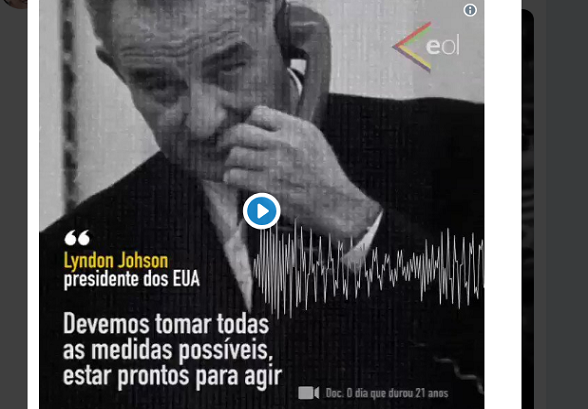 eol
“
Lyndon Johson
presidente dos EUA
Devemos tomar todas
as medidas possíveis,
estar prontos para agir
Doc. O dia que durou 21 anos